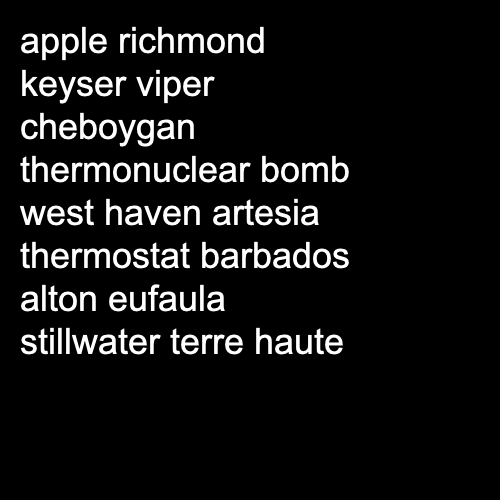 apple richmond
keyser viper
cheboygan
thermonuclear bomb
west haven artesia
thermostat barbados
alton eufaula
stillwater terre haute